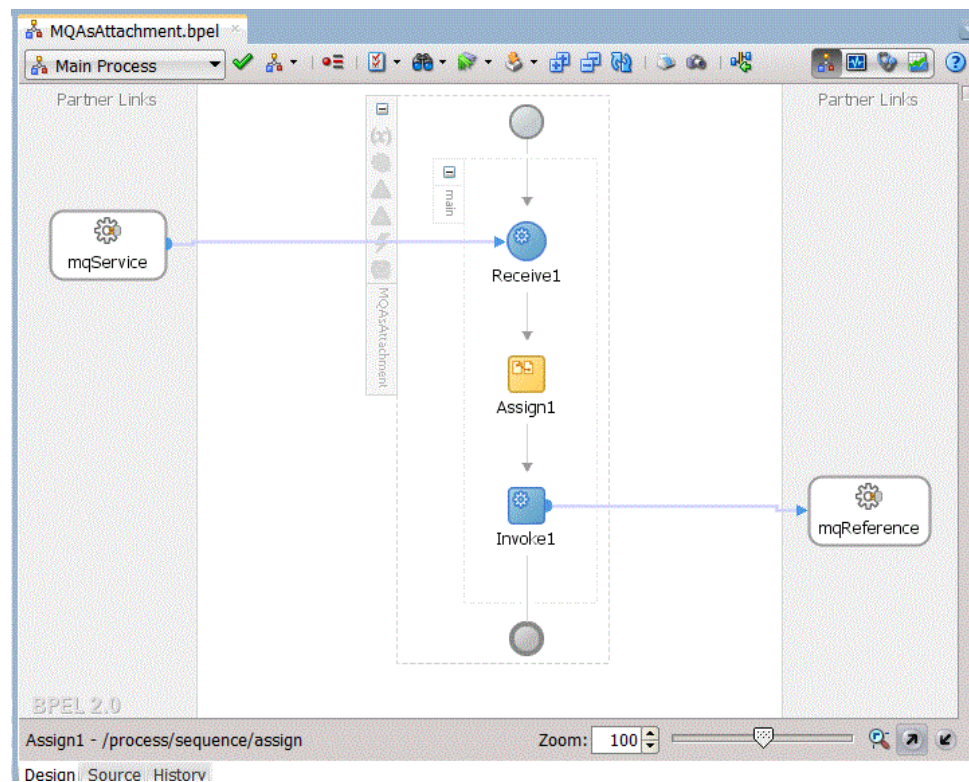 MQAsAttachment.bpel
Main Process
Partner Links
Partner Links
(x)
main
mqService
Receive1
MQAsAttachment
Assign1
Invoke1
mqReference
BPEL 2.0
Assign1 - /process/sequence/assign
Zoom: 100
Design Source History